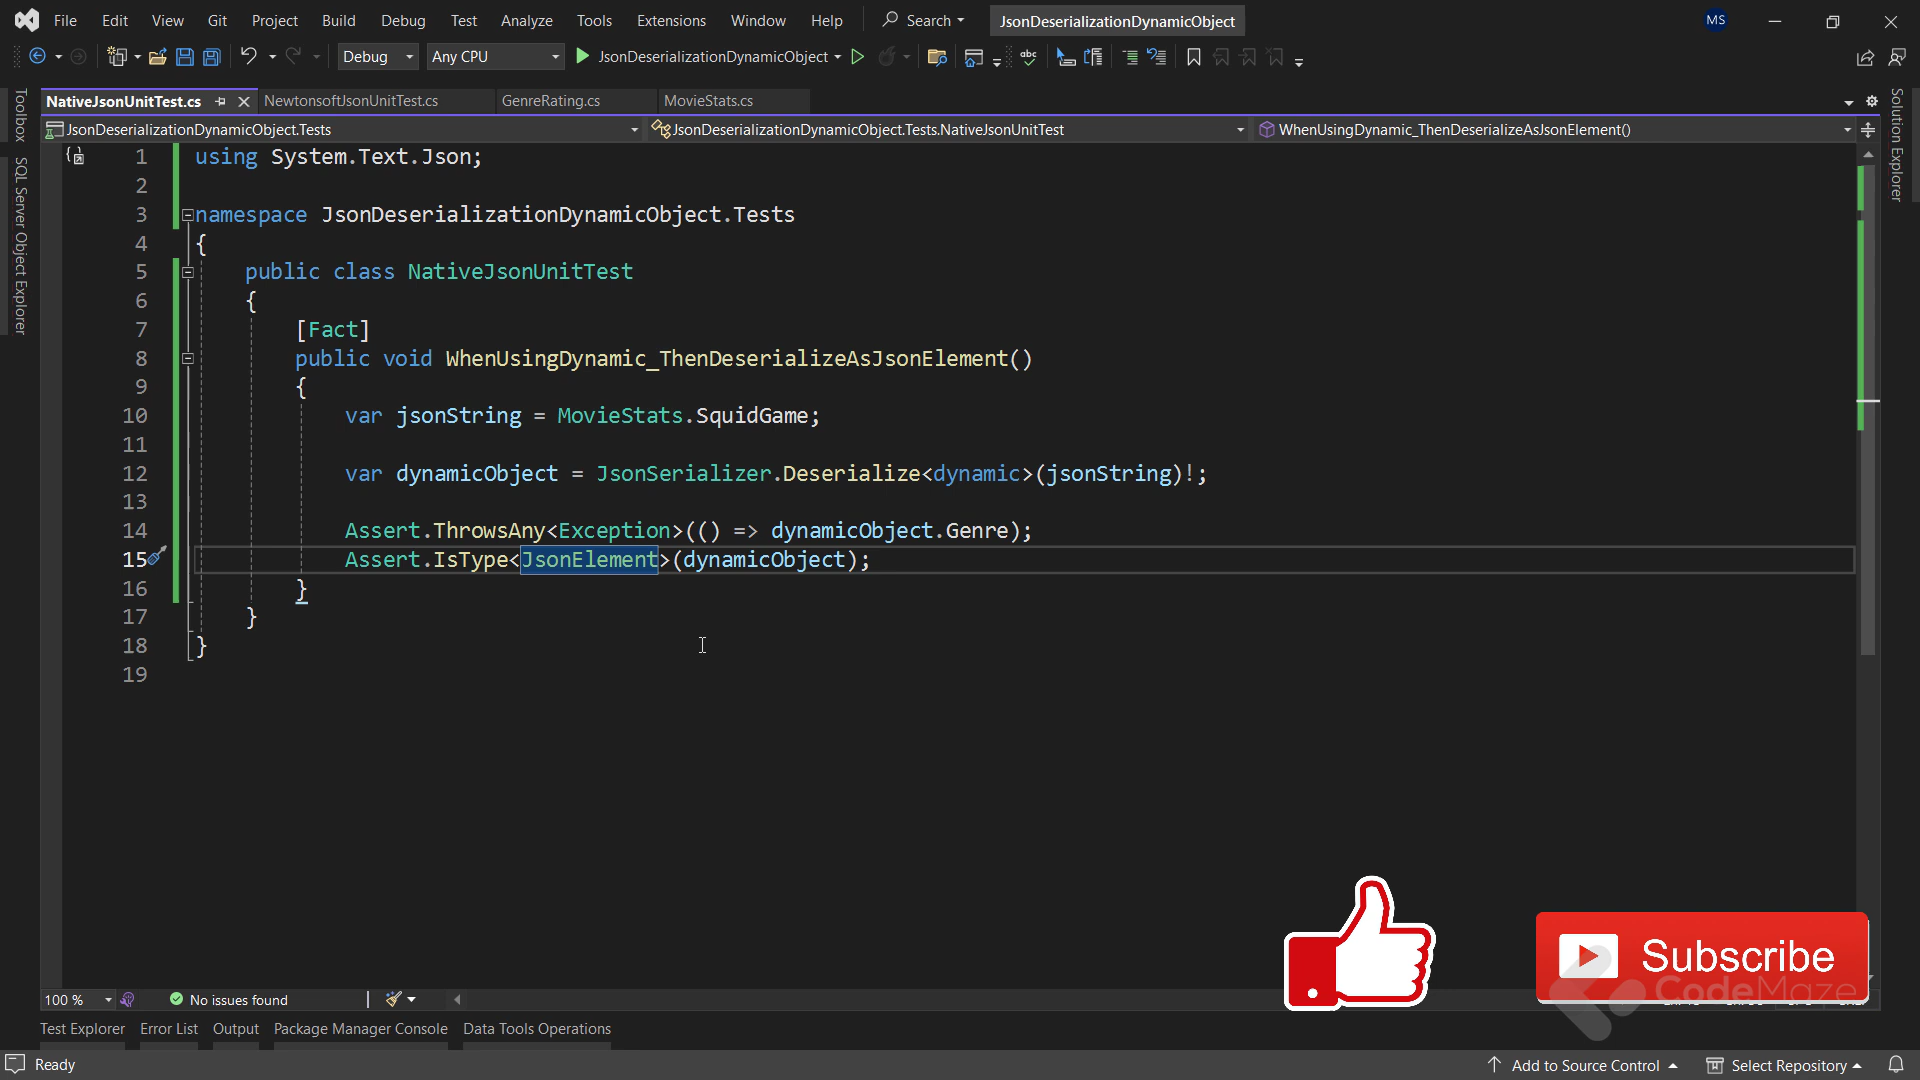 File Edit View Git Project Build Debug Test Analyze Tools Extensions Window Help Search JsonDeserializationDynamicObject MS
Debug Any CPU JsonDeserializationDynamicObject
NativeJsonUnitTest.cs NewtonsoftJsonUnitTest.cs GenreRating.cs MovieStats.cs
JsonDeserializationDynamicObject.Tests JsonDeserializationDynamicObject.Tests.NativeJsonUnitTest WhenUsingDynamic_ThenDeserializeAsJsonElement()
Toolbox
SQL Server Object Explorer
Solution Explorer
1 using System.Text.Json;
2
3 namespace JsonDeserializationDynamicObject.Tests
4 {
5 public class NativeJsonUnitTest
6 {
7 [Fact]
8 public void WhenUsingDynamic_ThenDeserializeAsJsonElement()
9 {
10 var jsonString = MovieStats.SquidGame;
11
12 var dynamicObject = JsonSerializer.Deserialize<dynamic>(jsonString)!;
13
14 Assert.ThrowsAny<Exception>(() => dynamicObject.Genre);
15 Assert.IsType<JsonElement>(dynamicObject);
16 }
17 }
18 }
19
Subscribe
CodeMaze
100 % No issues found
Test Explorer Error List Output Package Manager Console Data Tools Operations
Ready Add to Source Control Select Repository